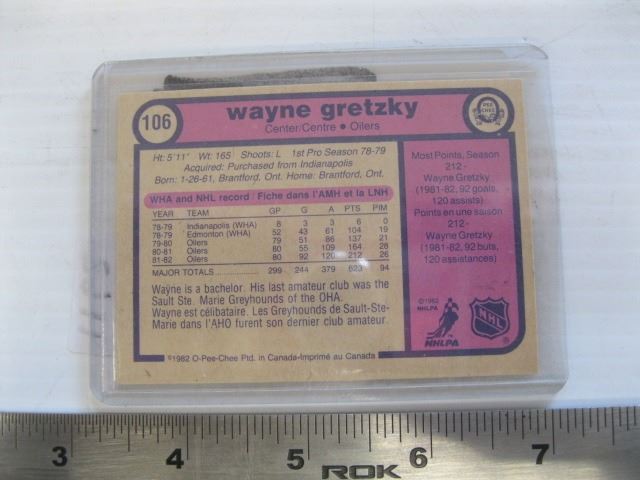 106
wayne gretzky
Center/Centre • Oilers
O-PEE-CHEE
Ht: 5'11" Wt: 165 Shoots: L 1st Pro Season 78-79
Acquired: Purchased from Indianapolis
Born: 1-26-61, Brantford, Ont. Home: Brantford, Ont.
WHA and NHL record / Fiche dans l'AMH et la LNH
YEAR TEAM GP G A PTS PIM
78-79 Indianapolis (WHA) 8 3 3 6 0
78-79 Edmonton (WHA) 52 43 61 104 19
79-80 Oilers 79 51 86 137 21
80-81 Oilers 80 55 109 164 28
81-82 Oilers 80 92 120 212 26
MAJOR TOTALS 299 244 379 623 94
Wayne is a bachelor. His last amateur club was the
Sault Ste. Marie Greyhounds of the OHA.
Wayne est célibataire. Les Greyhounds de Sault-Ste-
Marie dans l'AHO furent son dernier club amateur.
©1982 O-Pee-Chee Ptd. in Canada-Imprimé au Canada
Most Points, Season
212 -
Wayne Gretzky
(1981-82, 92 goals,
120 assists)
Points en une saison
212 -
Wayne Gretzky
(1981-82, 92 buts,
120 assistances)
©1982
NHLPA
NHLPA
NHL
®
3 4 5 6 7
ROK